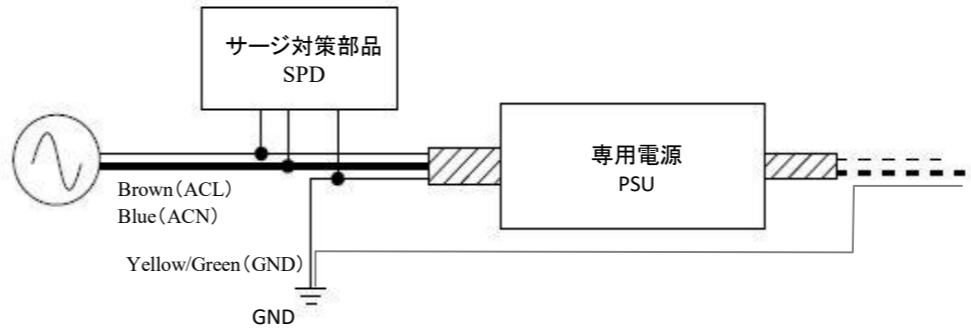 サージ対策部品
SPD
専用電源
PSU
Brown(ACL)
Blue(ACN)
Yellow/Green(GND)
GND